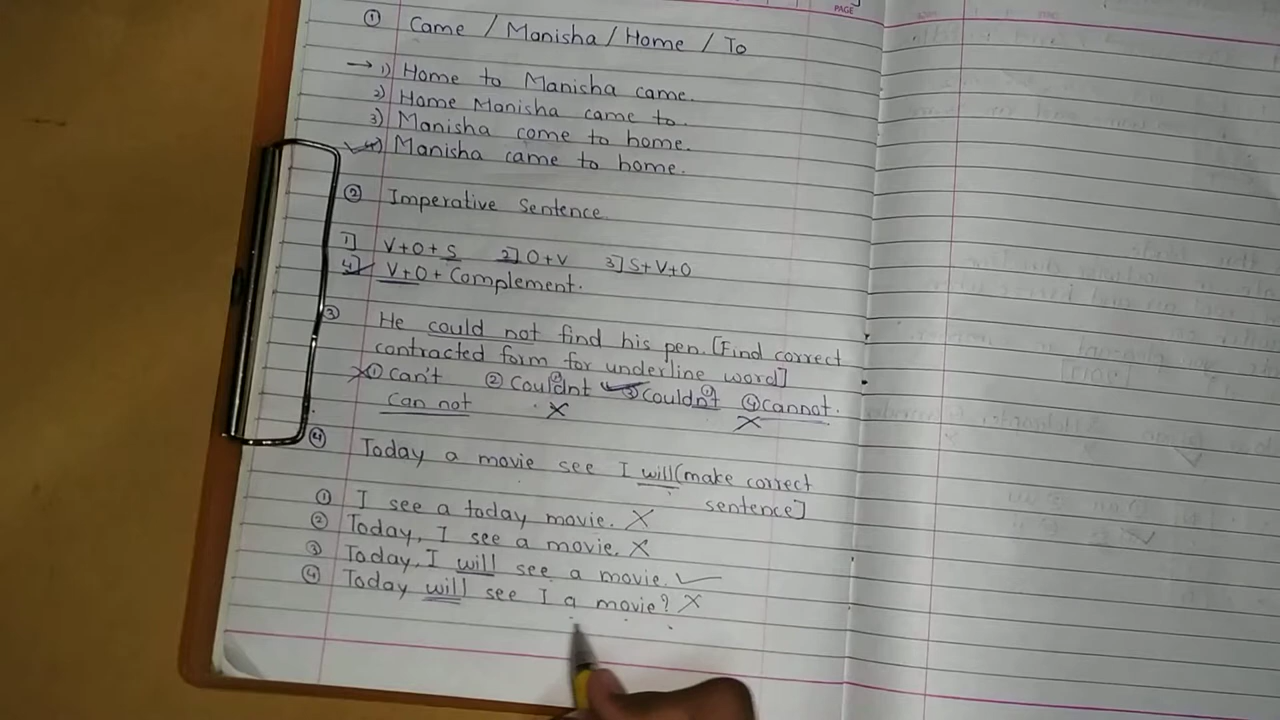 PAGE
① Came / Manisha / Home / To
→ 1) Home to Manisha came.
2) Home Manisha came to.
3) Manisha come to home.
4) Manisha came to home.
② Imperative Sentence
1] V+O+S 2] O+V 3] S+V+O
4] V+O+Complement.
③ He could not find his pen. [Find correct
contracted form for underline word]
① can't ② Could'nt ③ Couldn't ④ cannot.
can not
④ Today a movie see I will (make correct
sentence]
① I see a today movie.
② Today, I see a movie.
③ Today, I will see a movie.
④ Today will see I a movie?